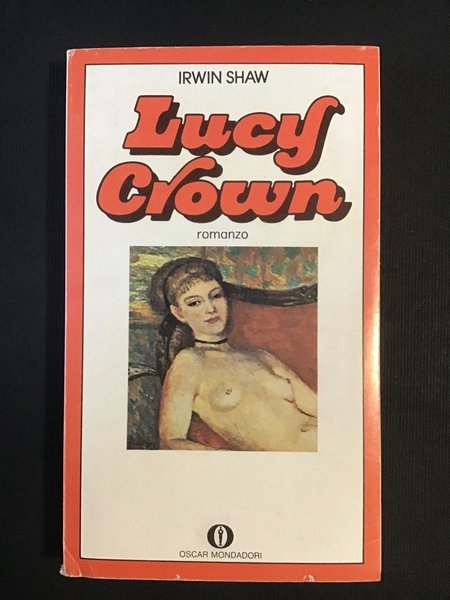 IRWIN SHAW
Lucy
Crown
romanzo
OSCAR MONDADORI